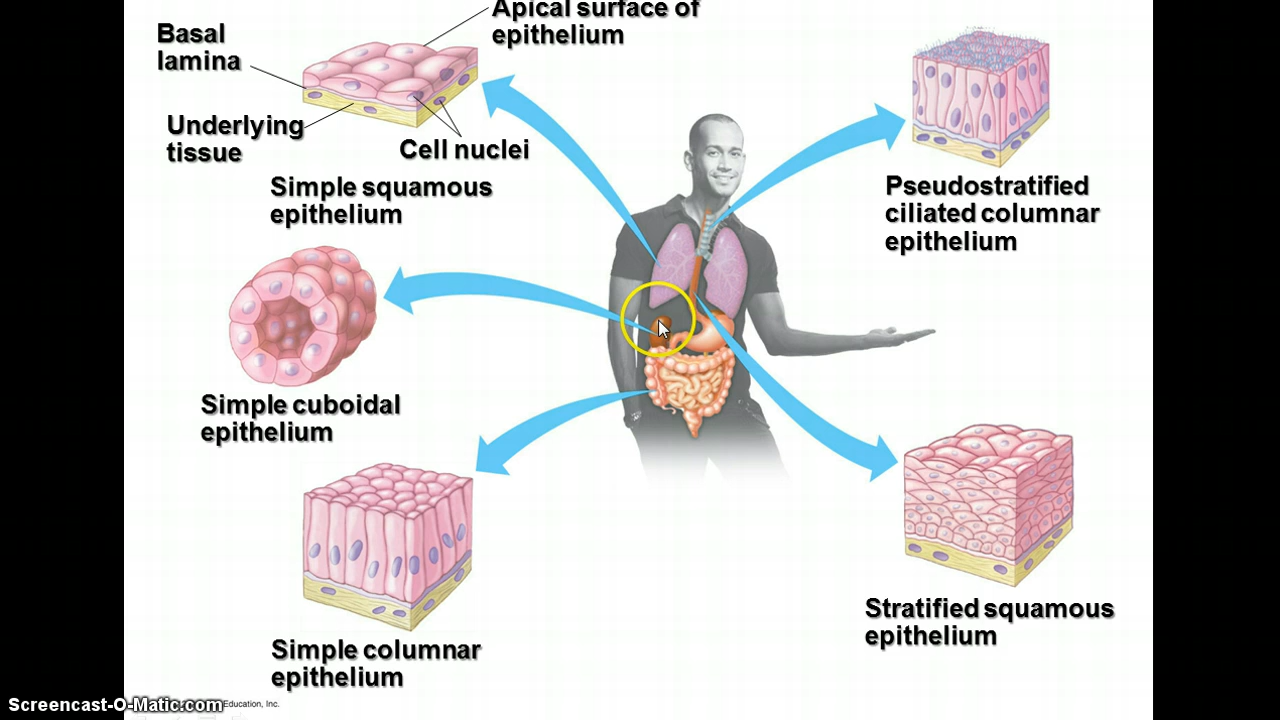 Apical surface of
epithelium
Basal
lamina
Underlying
tissue
Cell nuclei
Simple squamous
epithelium
Pseudostratified
ciliated columnar
epithelium
Simple cuboidal
epithelium
Simple columnar
epithelium
Stratified squamous
epithelium
Screencast-O-Matic.com
Education, Inc.